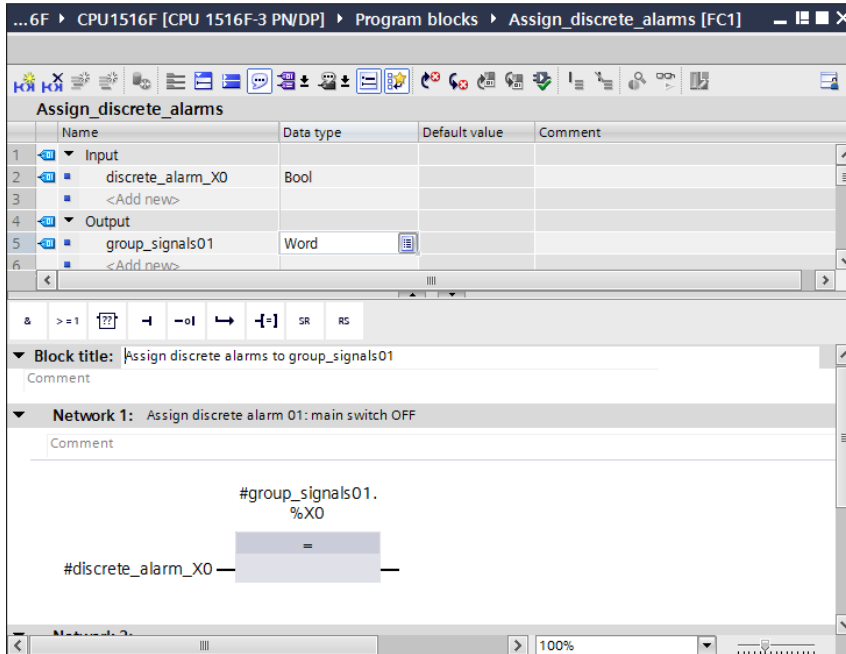 ...6F ▸ CPU1516F [CPU 1516F-3 PN/DP] ▸ Program blocks ▸ Assign_discrete_alarms [FC1]
Assign_discrete_alarms
Name Data type Default value Comment
1 Input
2 discrete_alarm_X0 Bool
3 <Add new>
4 Output
5 group_signals01 Word
6 <Add new>
& >=1 ?? SR RS
Block title: Assign discrete alarms to group_signals01
Comment
Network 1: Assign discrete alarm 01: main switch OFF
Comment
#group_signals01.
%X0
=
#discrete_alarm_X0
Network 2:
100%